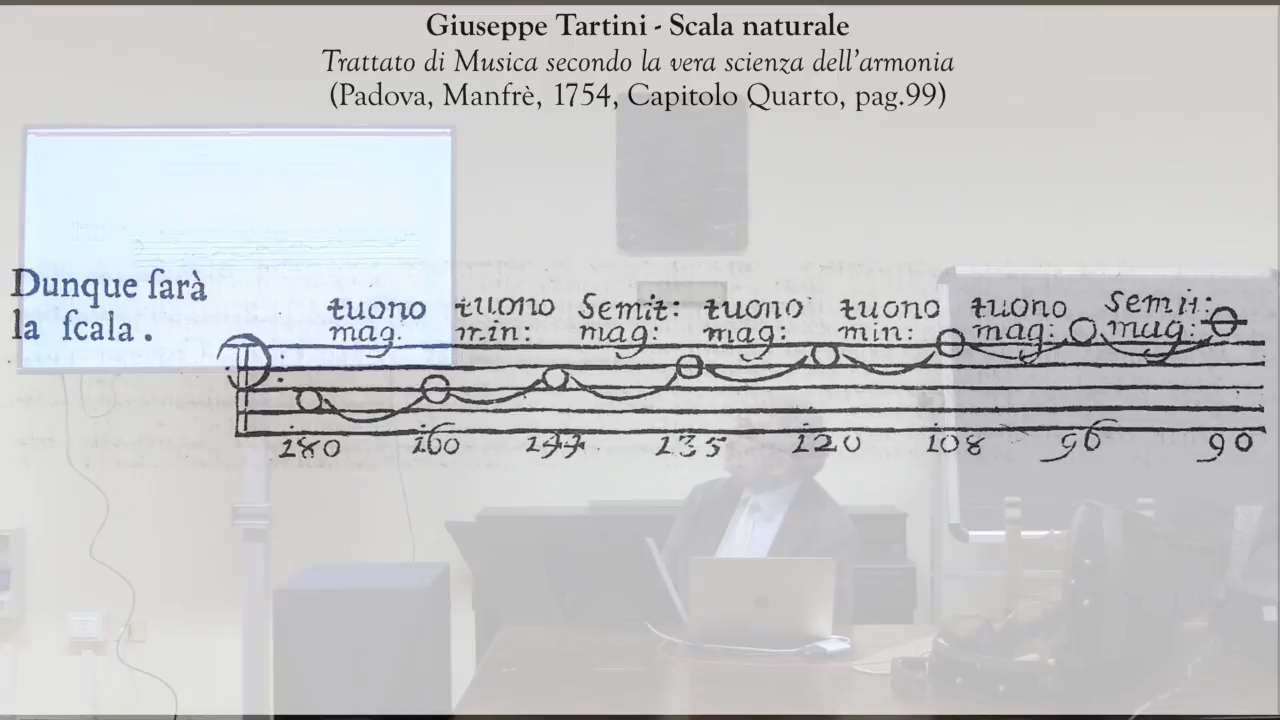 Giuseppe Tartini - Scala naturale
Trattato di Musica secondo la vera scienza dell'armonia
(Padova, Manfrè, 1754, Capitolo Quarto, pag.99)
Dunque ſarà
la ſcala.
tuono tuono Semit: tuono tuono tuono Semit:
mag: min: mag: mag: min: mag: mag:
180 160 144 135 120 108 96 90